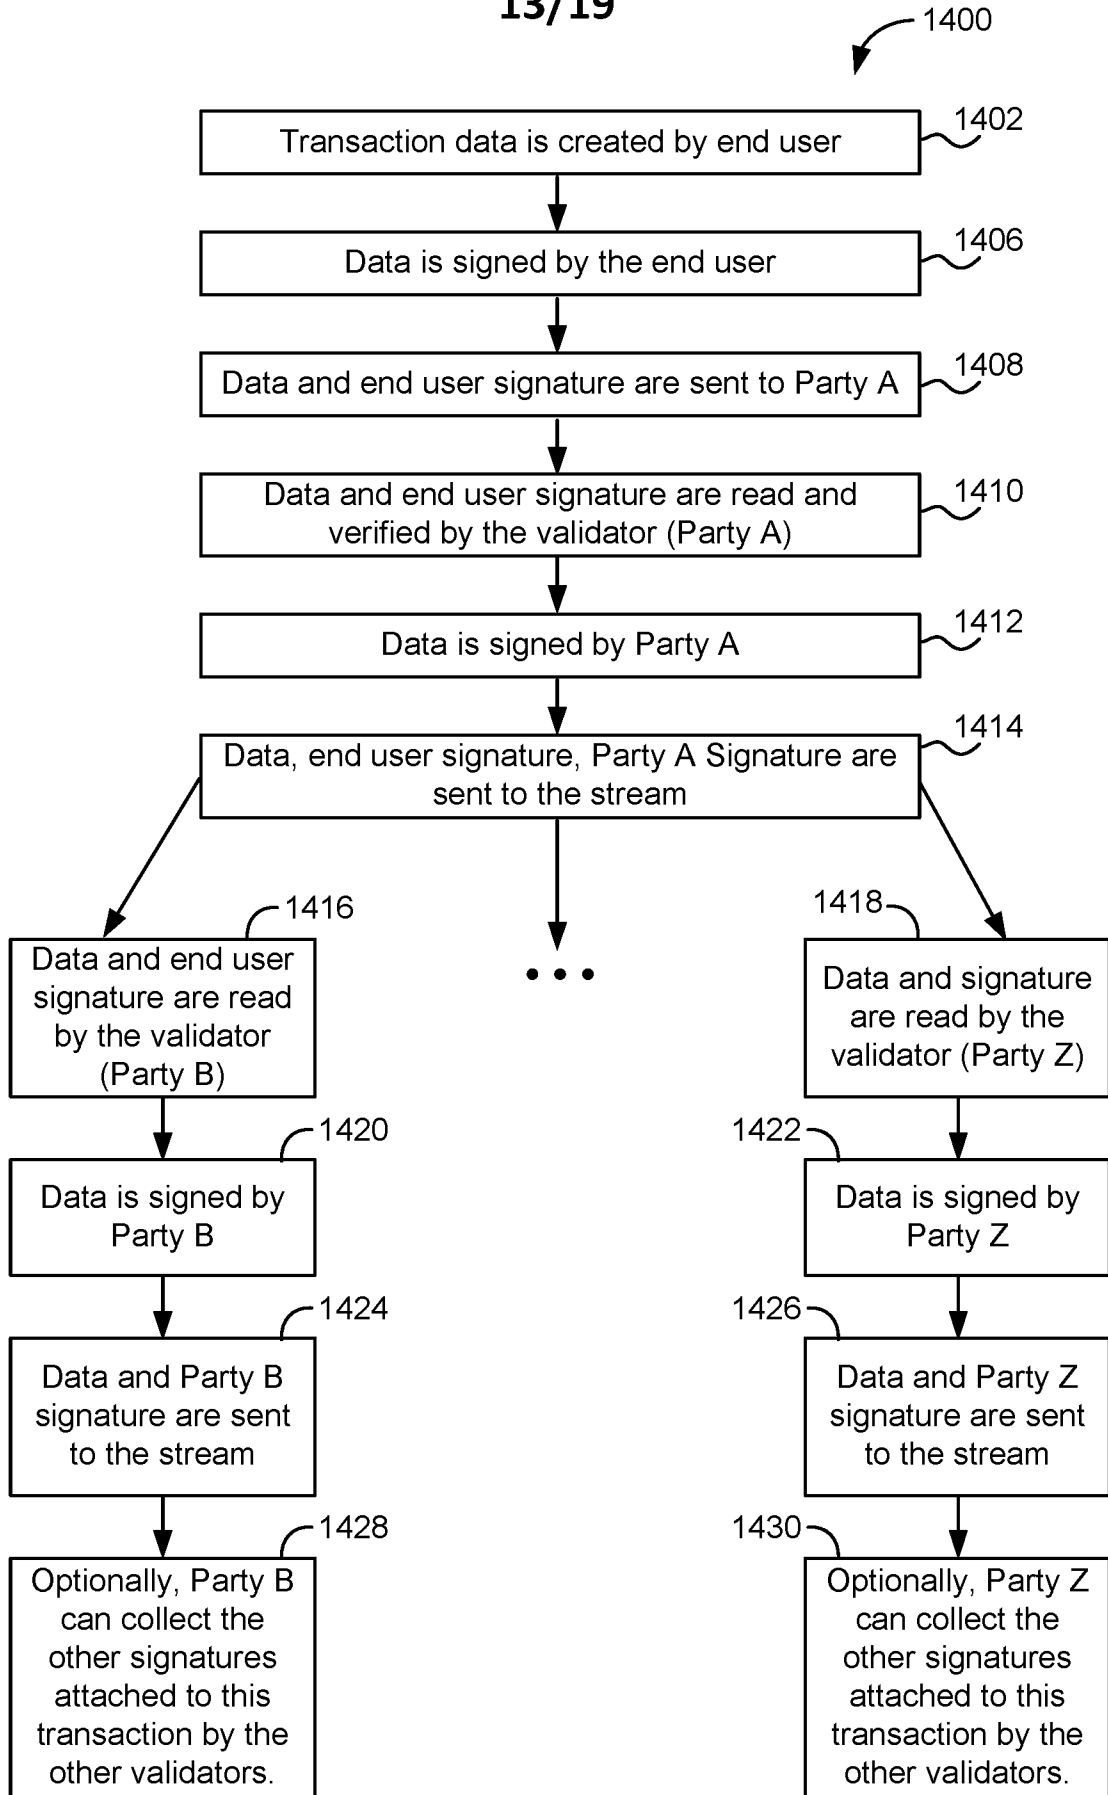 13/19
1400
Transaction data is created by end user
1402
Data is signed by the end user
1406
Data and end user signature are sent to Party A
1408
Data and end user signature are read and
verified by the validator (Party A)
1410
Data is signed by Party A
1412
Data, end user signature, Party A Signature are
sent to the stream
1414
1416
Data and end user
signature are read
by the validator
(Party B)
1418
Data and signature
are read by the
validator (Party Z)
1420
Data is signed by
Party B
1422
Data is signed by
Party Z
1424
Data and Party B
signature are sent
to the stream
1426
Data and Party Z
signature are sent
to the stream
1428
Optionally, Party B
can collect the
other signatures
attached to this
transaction by the
other validators.
1430
Optionally, Party Z
can collect the
other signatures
attached to this
transaction by the
other validators.